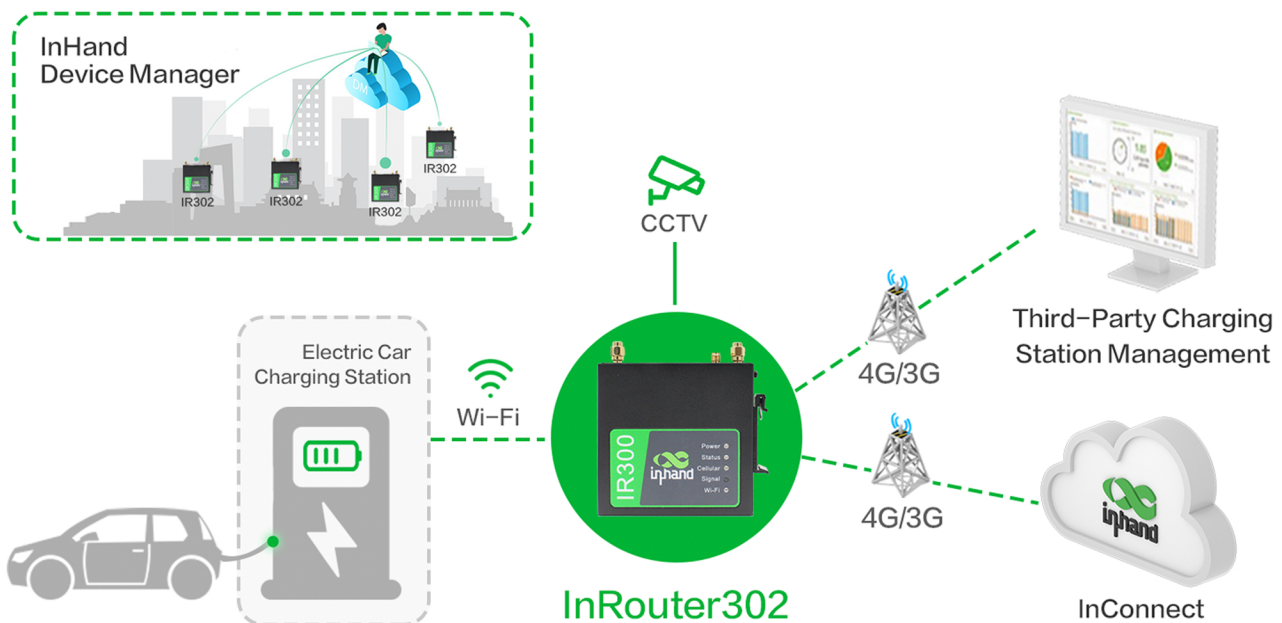 InHand
Device Manager
DM
IR302
IR302
IR302
IR302
CCTV
Electric Car
Charging Station
Wi-Fi
4G/3G
4G/3G
Third-Party Charging
Station Management
IR300
inhand
Power
Status
Cellular
Signal
Wi-Fi
InRouter302
inhand
InConnect